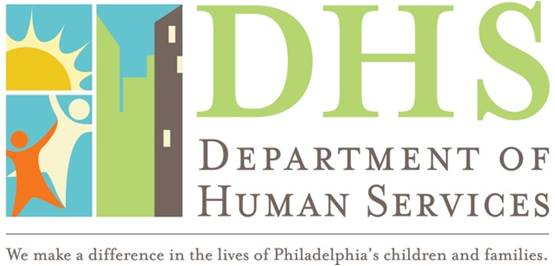 DHS
DEPARTMENT OF
HUMAN SERVICES
We make a difference in the lives of Philadelphia's children and families.